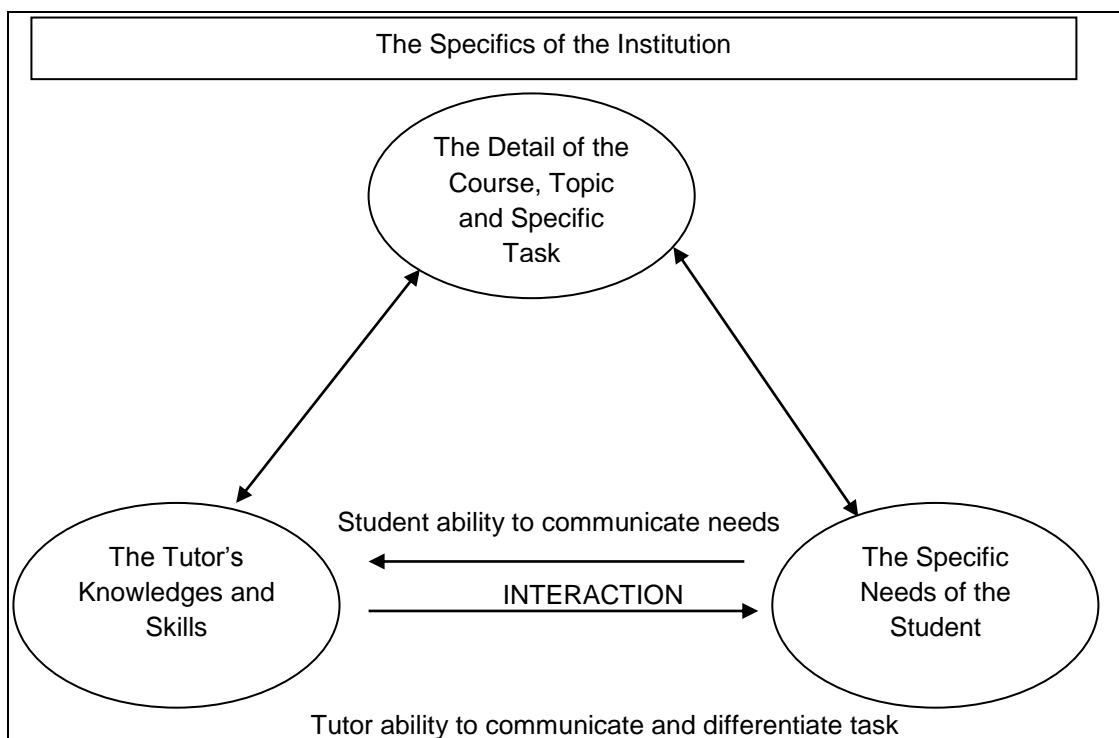 The Specifics of the Institution
The Detail of the
Course, Topic
and Specific
Task
Student ability to communicate needs
The Tutor’s
Knowledges and
Skills
INTERACTION
The Specific
Needs of the
Student
Tutor ability to communicate and differentiate task